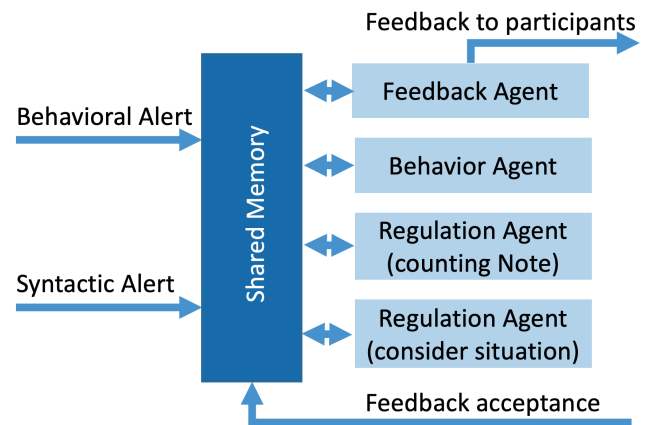 Feedback to participants
Feedback Agent
Behavioral Alert
Behavior Agent
Shared Memory
Regulation Agent
(counting Note)
Syntactic Alert
Regulation Agent
(consider situation)
Feedback acceptance